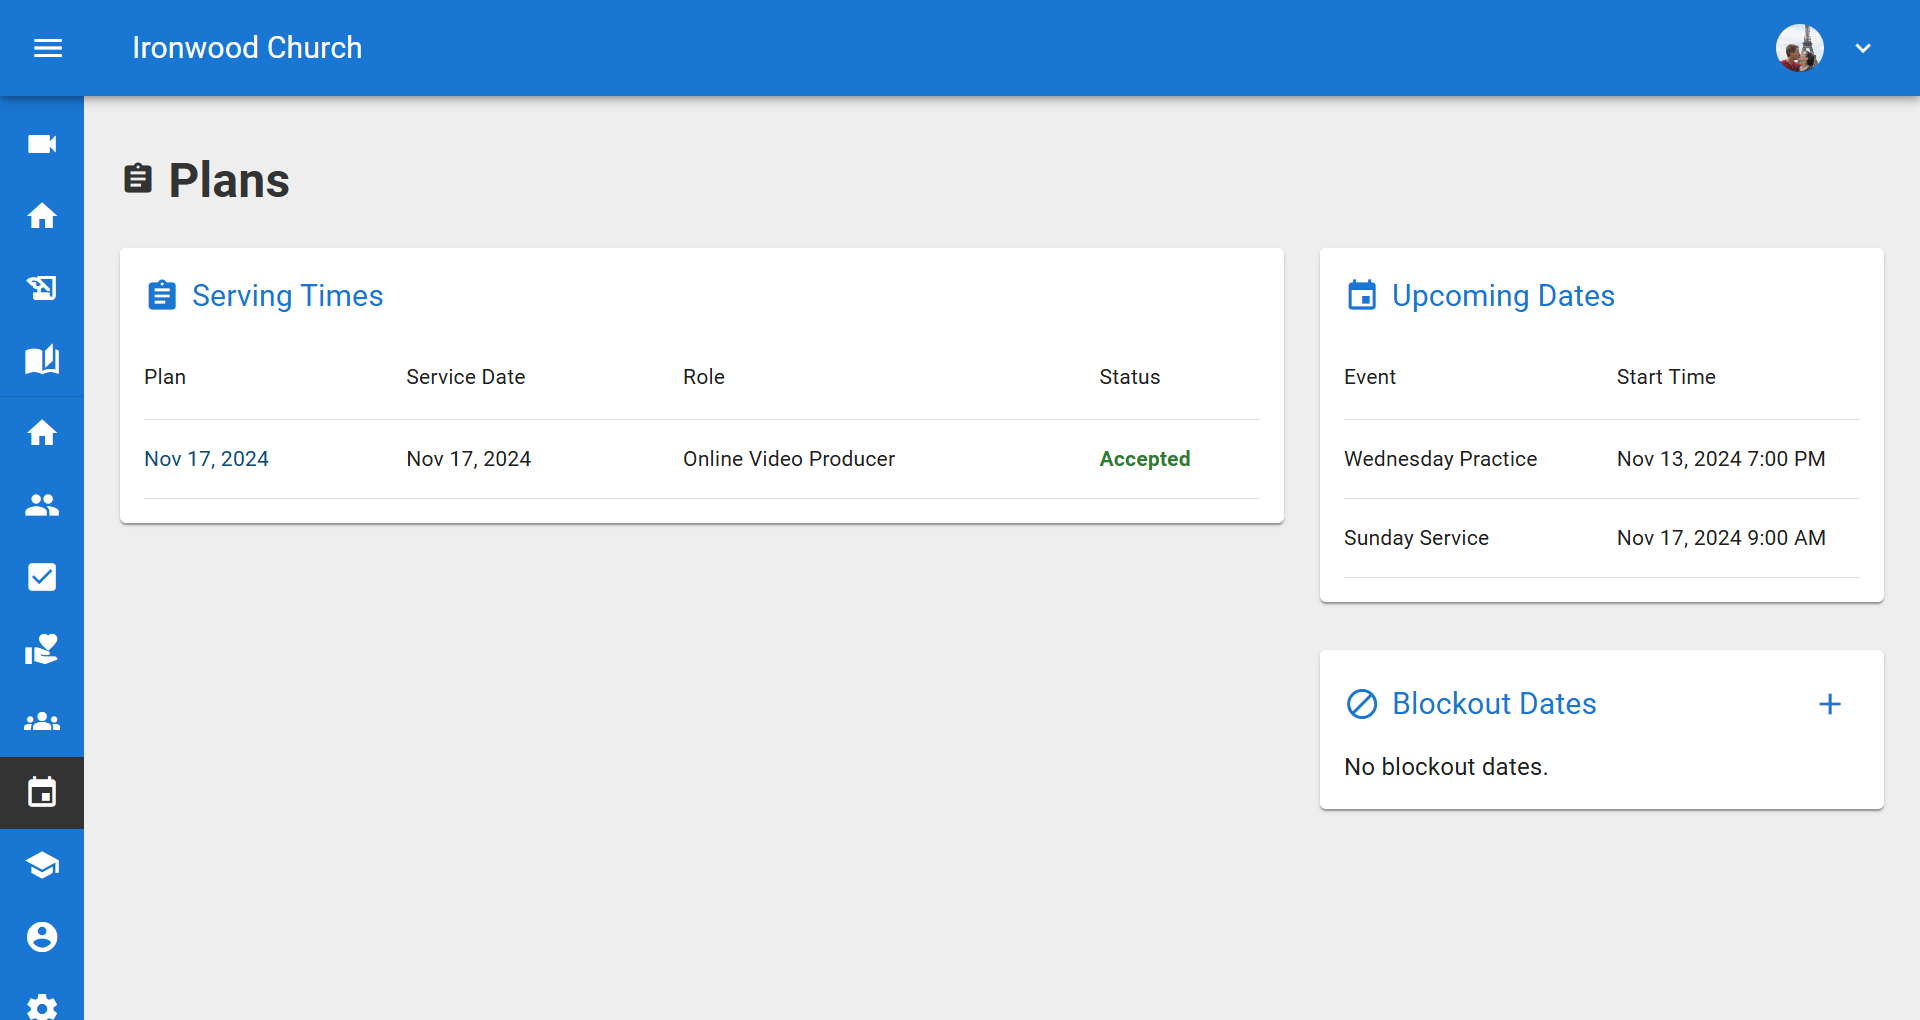 Ironwood Church
Plans
Serving Times
Plan Service Date Role Status
Nov 17, 2024 Nov 17, 2024 Online Video Producer Accepted
Upcoming Dates
Event Start Time
Wednesday Practice Nov 13, 2024 7:00 PM
Sunday Service Nov 17, 2024 9:00 AM
Blockout Dates
No blockout dates.